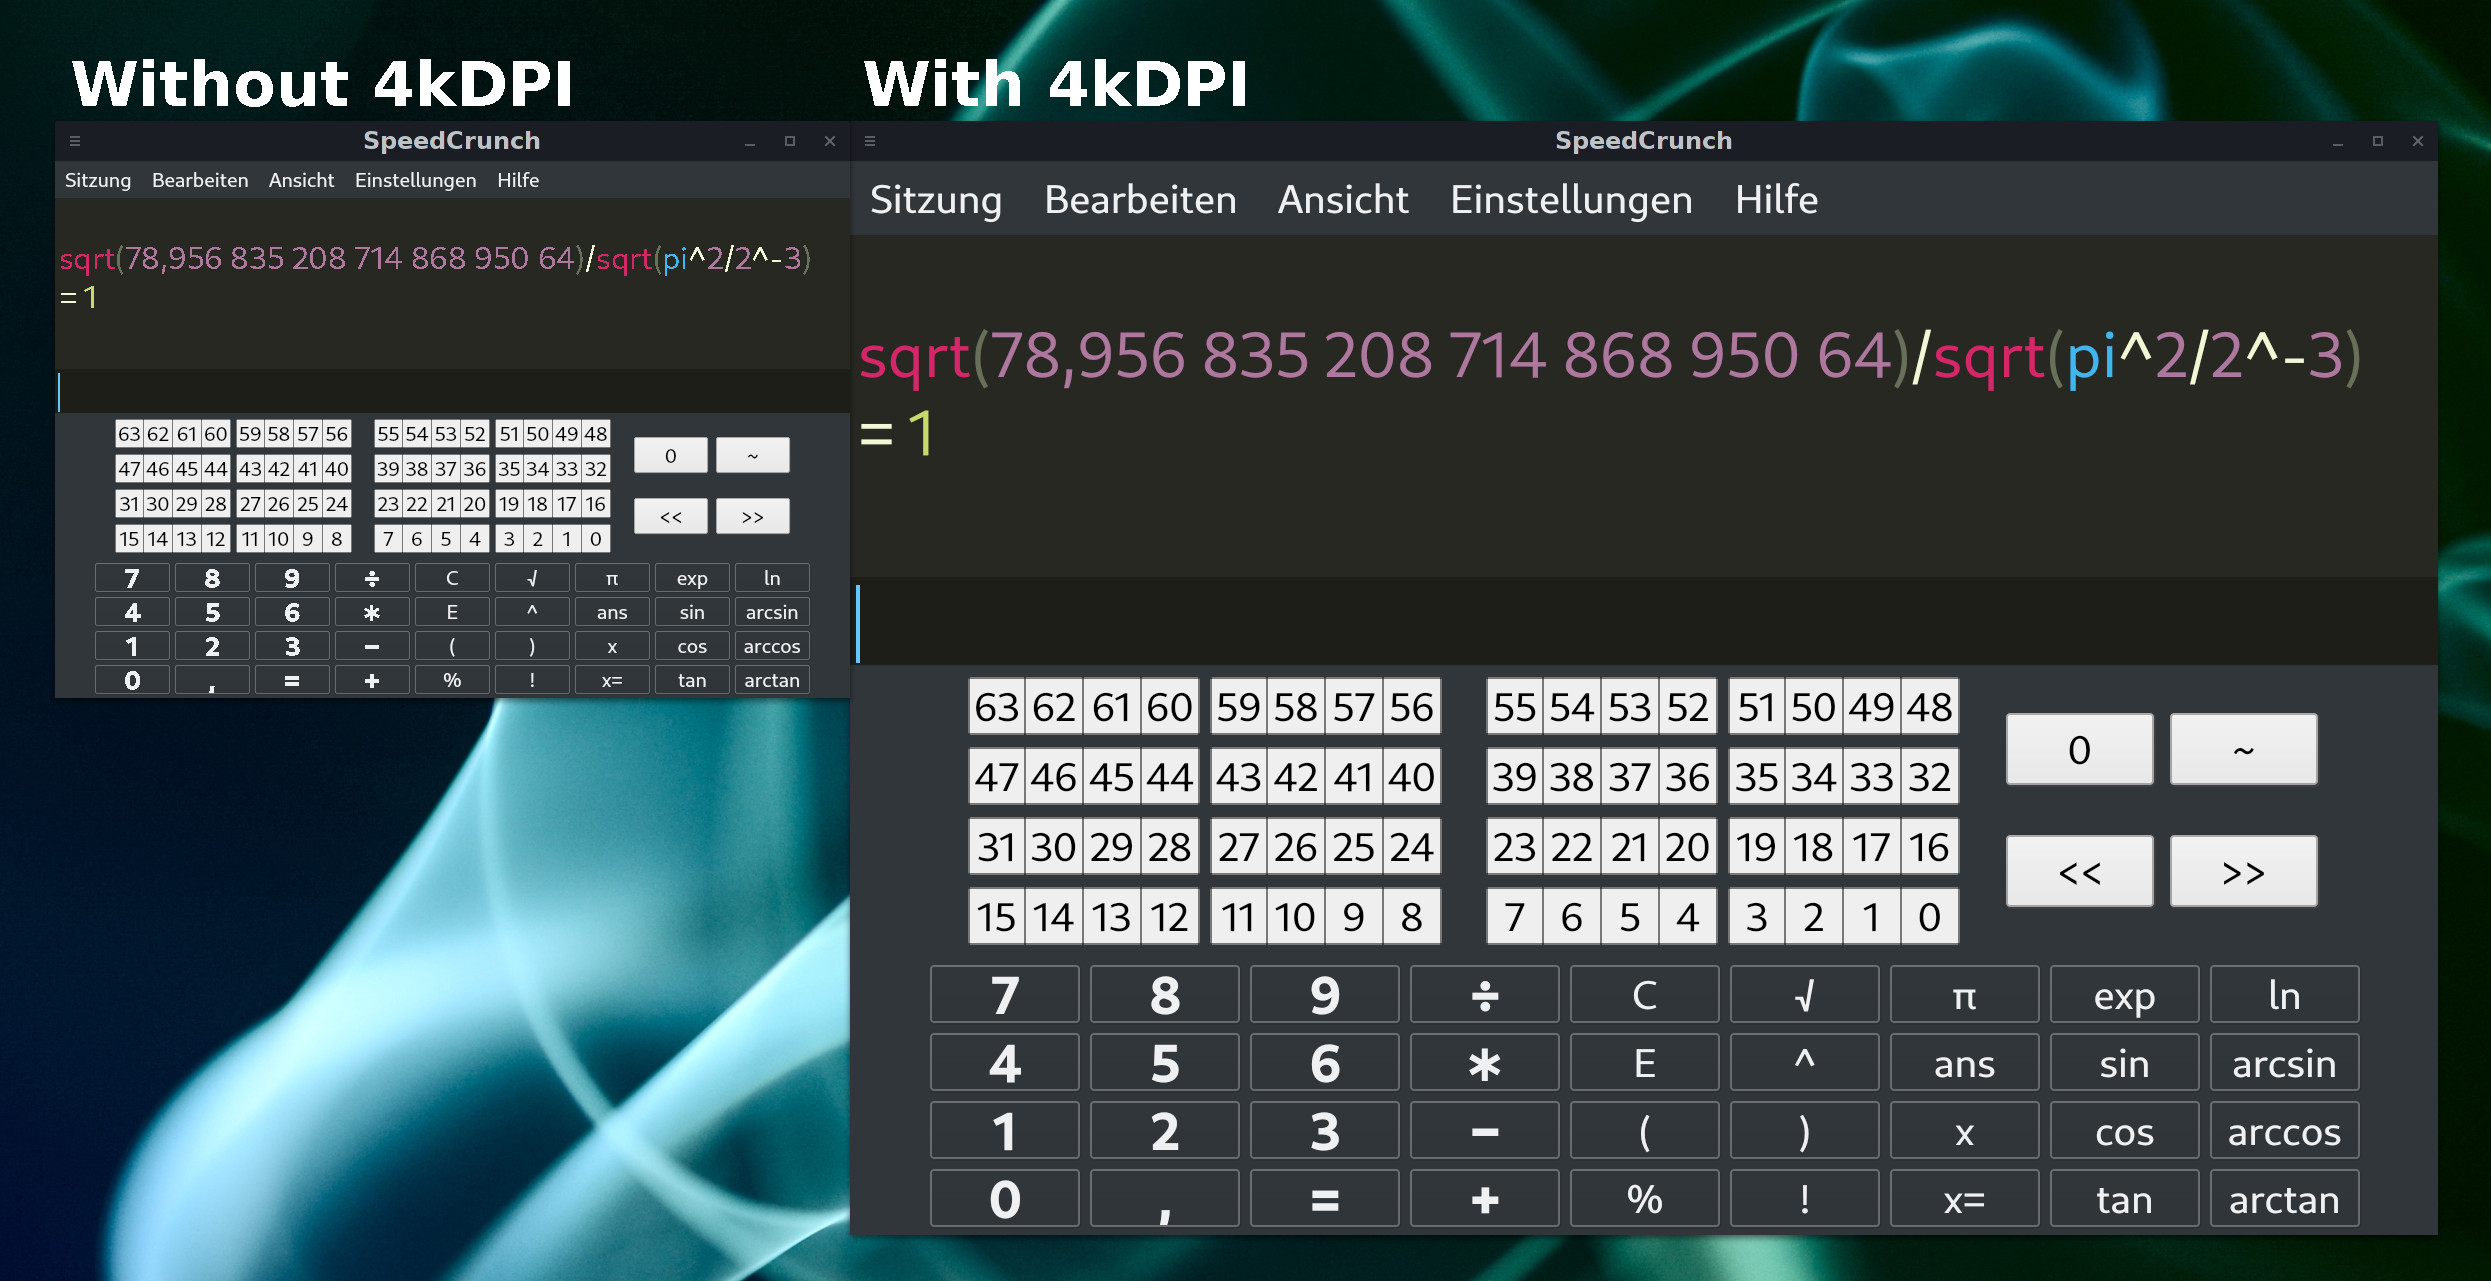 Without 4kDPI
SpeedCrunch
Sitzung Bearbeiten Ansicht Einstellungen Hilfe
sqrt(78,956 835 208 714 868 950 64)/sqrt(pi^2/2^-3)
= 1
63 62 61 60 59 58 57 56 55 54 53 52 51 50 49 48
47 46 45 44 43 42 41 40 39 38 37 36 35 34 33 32
0 ~
31 30 29 28 27 26 25 24 23 22 21 20 19 18 17 16
15 14 13 12 11 10 9 8 7 6 5 4 3 2 1 0
<< >>
7 8 9 ÷ C √ π exp ln
4 5 6 * E ^ ans sin arcsin
1 2 3 − ( ) x cos arccos
0 , = + % ! x= tan arctan
With 4kDPI
SpeedCrunch
Sitzung Bearbeiten Ansicht Einstellungen Hilfe
sqrt(78,956 835 208 714 868 950 64)/sqrt(pi^2/2^-3)
= 1
63 62 61 60 59 58 57 56 55 54 53 52 51 50 49 48
47 46 45 44 43 42 41 40 39 38 37 36 35 34 33 32
0 ~
31 30 29 28 27 26 25 24 23 22 21 20 19 18 17 16
15 14 13 12 11 10 9 8 7 6 5 4 3 2 1 0
<< >>
7 8 9 ÷ C √ π exp ln
4 5 6 * E ^ ans sin arcsin
1 2 3 − ( ) x cos arccos
0 , = + % ! x= tan arctan